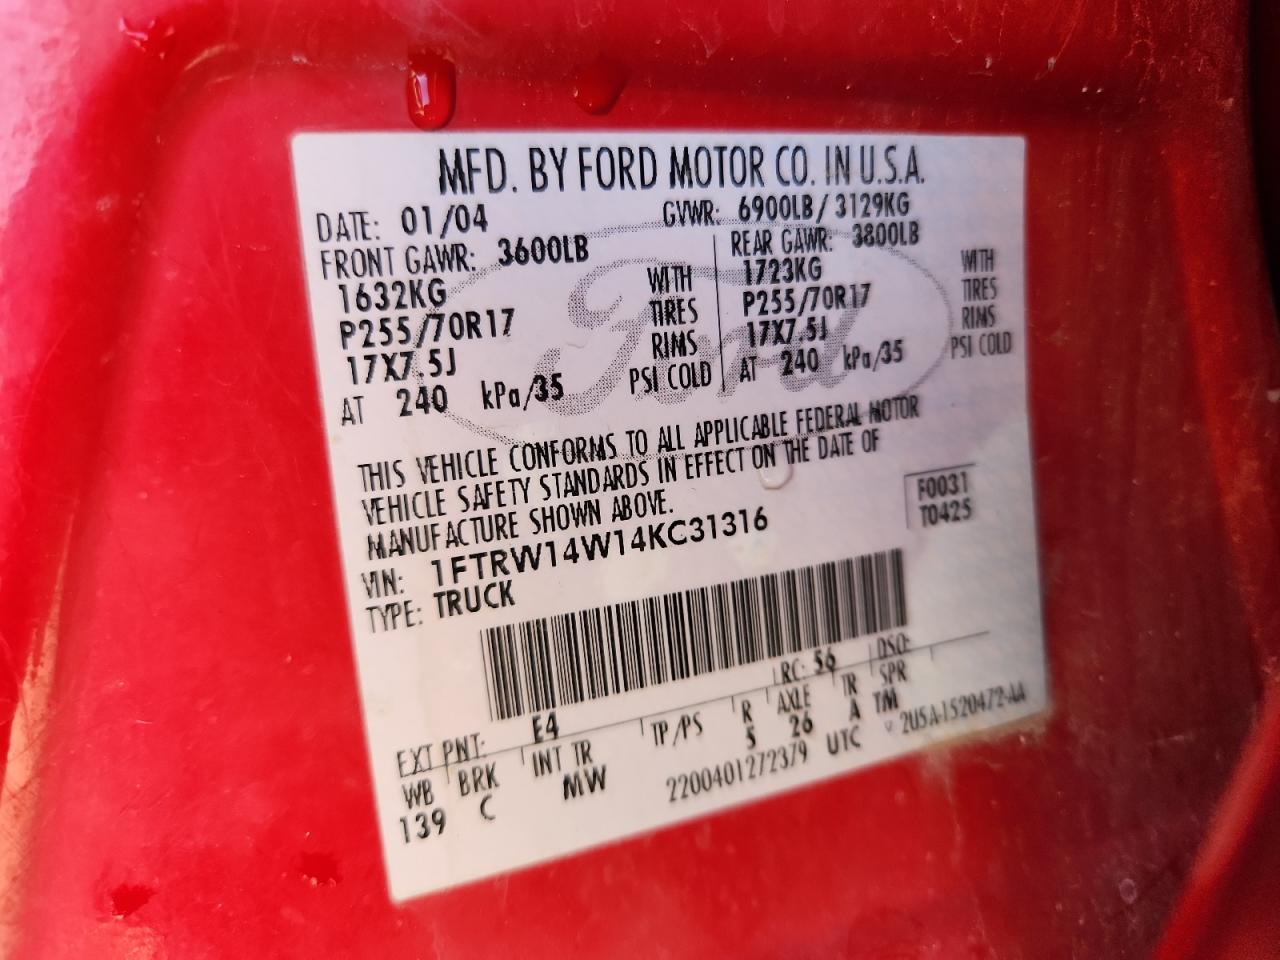 MFD. BY FORD MOTOR CO. IN U.S.A.
DATE: 01/04 GVWR: 6900LB/ 3129KG
FRONT GAWR: 3600LB REAR GAWR: 3800LB
1632KG WITH 1723KG WITH
P255/70R17 TIRES P255/70R17 TIRES
17X7.5J RIMS 17X7.5J RIMS
AT 240 kPa/35 PSI COLD AT 240 kPa/35 PSI COLD
Ford
THIS VEHICLE CONFORMS TO ALL APPLICABLE FEDERAL MOTOR
VEHICLE SAFETY STANDARDS IN EFFECT ON THE DATE OF
MANUFACTURE SHOWN ABOVE.
F0031
T0425
VIN: 1FTRW14W14KC31316
TYPE: TRUCK
EXT PNT: E4 RC: 56 DSO:
WB BRK INT TR TP/PS R AXLE TR SPR
139 C MW 5 26 A TM
2200401272379 UTC 2U5A-1520472-AA